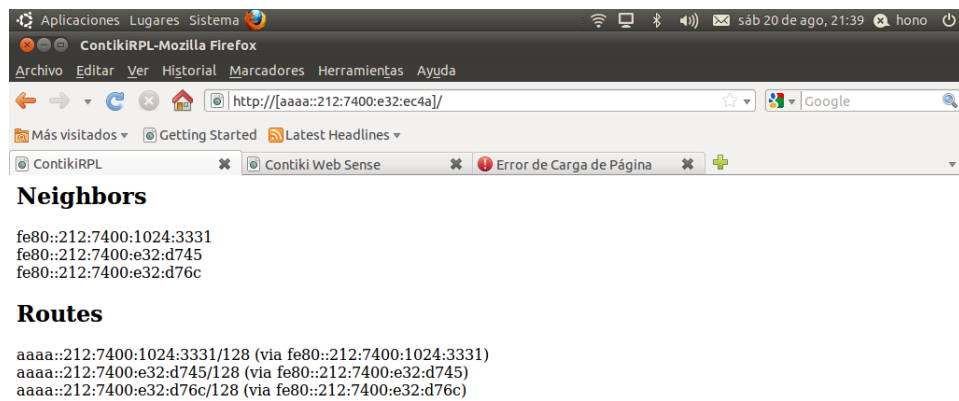 Aplicaciones Lugares Sistema sáb 20 de ago, 21:39 hono
ContikiRPL-Mozilla Firefox
Archivo Editar Ver Historial Marcadores Herramientas Ayuda
http://[aaaa::212:7400:e32:ec4a]/ Google
Más visitados Getting Started Latest Headlines
ContikiRPL Contiki Web Sense Error de Carga de Página
Neighbors
fe80::212:7400:1024:3331
fe80::212:7400:e32:d745
fe80::212:7400:e32:d76c
Routes
aaaa::212:7400:1024:3331/128 (via fe80::212:7400:1024:3331)
aaaa::212:7400:e32:d745/128 (via fe80::212:7400:e32:d745)
aaaa::212:7400:e32:d76c/128 (via fe80::212:7400:e32:d76c)